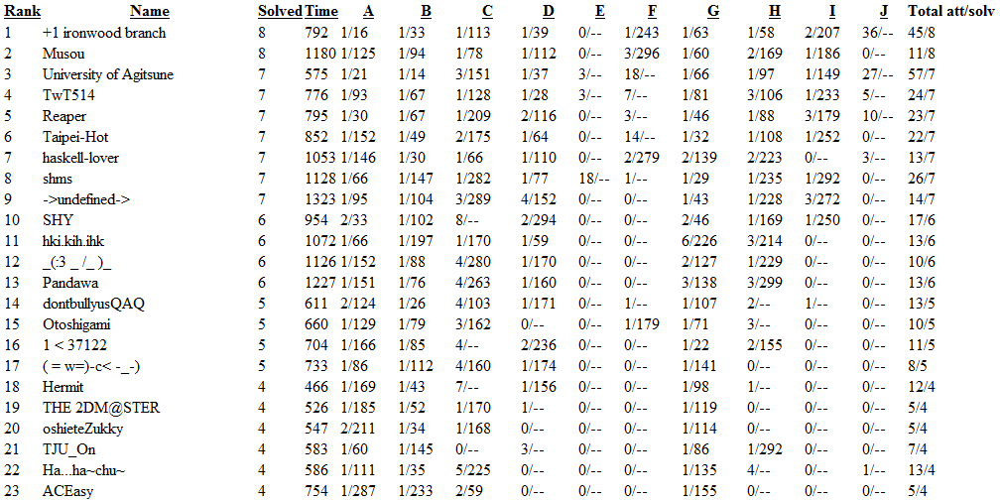 Rank Name Solved Time A B C D E F G H I J Total att/solv
1 +1 ironwood branch 8 792 1/16 1/33 1/113 1/39 0/-- 1/243 1/63 1/58 2/207 36/-- 45/8
2 Musou 8 1180 1/125 1/94 1/78 1/112 0/-- 3/296 1/60 2/169 1/186 0/-- 11/8
3 University of Agitsune 7 575 1/21 1/14 3/151 1/37 3/-- 18/-- 1/66 1/97 1/149 27/-- 57/7
4 TwT514 7 776 1/93 1/67 1/128 1/28 3/-- 7/-- 1/81 3/106 1/233 5/-- 24/7
5 Reaper 7 795 1/30 1/67 1/209 2/116 0/-- 3/-- 1/46 1/88 3/179 10/-- 23/7
6 Taipei-Hot 7 852 1/152 1/49 2/175 1/64 0/-- 14/-- 1/32 1/108 1/252 0/-- 22/7
7 haskell-lover 7 1053 1/146 1/30 1/66 1/110 0/-- 2/279 2/139 2/223 0/-- 3/-- 13/7
8 shms 7 1128 1/66 1/147 1/282 1/77 18/-- 1/-- 1/29 1/235 1/292 0/-- 26/7
9 ->undefined-> 7 1323 1/95 1/104 3/289 4/152 0/-- 0/-- 1/43 1/228 3/272 0/-- 14/7
10 SHY 6 954 2/33 1/102 8/-- 2/294 0/-- 0/-- 2/46 1/169 1/250 0/-- 17/6
11 hki.kih.ihk 6 1072 1/66 1/197 1/170 1/59 0/-- 0/-- 6/226 3/214 0/-- 0/-- 13/6
12 _(:3 _ /_ )_ 6 1126 1/152 1/88 4/280 1/170 0/-- 0/-- 2/127 1/229 0/-- 0/-- 10/6
13 Pandawa 6 1227 1/151 1/76 4/263 1/160 0/-- 0/-- 3/138 3/299 0/-- 0/-- 13/6
14 dontbullyusQAQ 5 611 2/124 1/26 4/103 1/171 0/-- 1/-- 1/107 2/-- 1/-- 0/-- 13/5
15 Otoshigami 5 660 1/129 1/79 3/162 0/-- 0/-- 1/179 1/71 3/-- 0/-- 0/-- 10/5
16 1 < 37122 5 704 1/166 1/85 4/-- 2/236 0/-- 0/-- 1/22 2/155 0/-- 0/-- 11/5
17 ( = w=)-c< -_-) 5 733 1/86 1/112 4/160 1/174 0/-- 0/-- 1/141 0/-- 0/-- 0/-- 8/5
18 Hermit 4 466 1/169 1/43 7/-- 1/156 0/-- 0/-- 1/98 1/-- 0/-- 0/-- 12/4
19 THE 2DM@STER 4 526 1/185 1/52 1/170 1/-- 0/-- 0/-- 1/119 0/-- 0/-- 0/-- 5/4
20 oshieteZukky 4 547 2/211 1/34 1/168 0/-- 0/-- 0/-- 1/114 0/-- 0/-- 0/-- 5/4
21 TJU_On 4 583 1/60 1/145 0/-- 3/-- 0/-- 0/-- 1/86 1/292 0/-- 0/-- 7/4
22 Ha...ha~chu~ 4 586 1/111 1/35 5/225 0/-- 0/-- 0/-- 1/135 4/-- 0/-- 1/-- 13/4
23 ACEasy 4 754 1/287 1/233 2/59 0/-- 0/-- 0/-- 1/155 0/-- 0/-- 0/-- 5/4